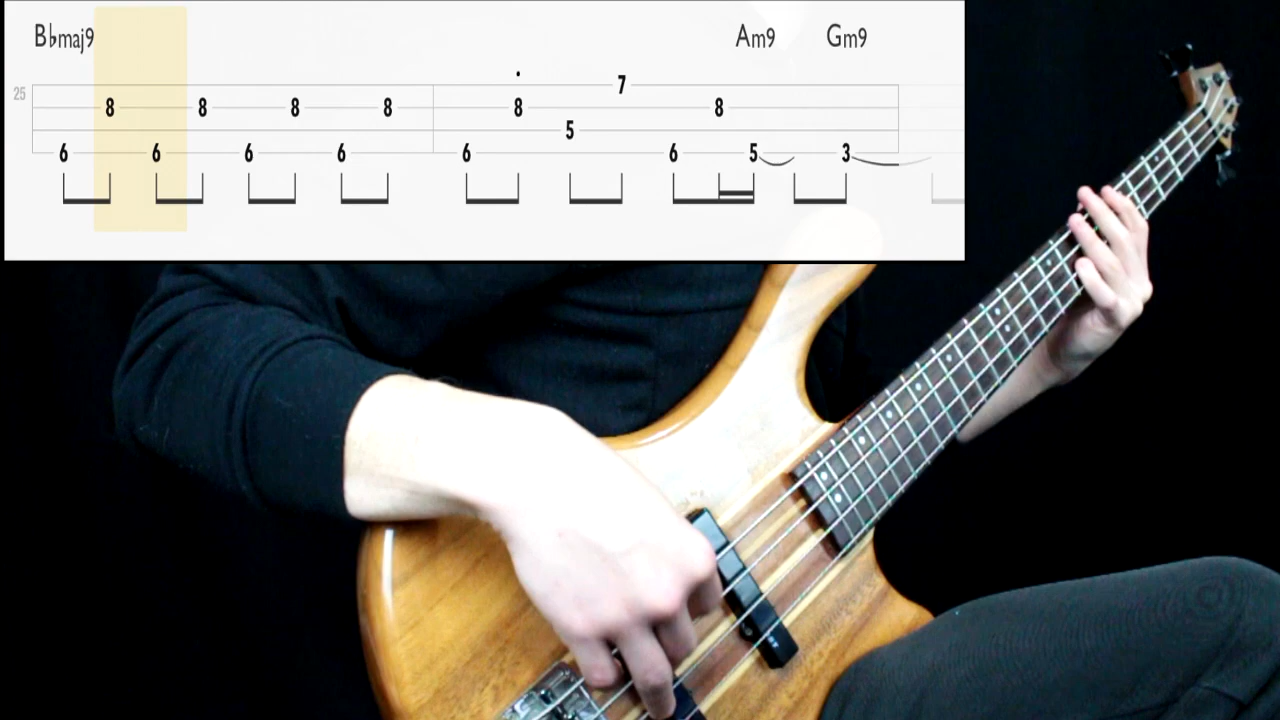 B♭maj9 Am9 Gm9
25
7
8 8 8 8 8 8
5
6 6 6 6 6 6 5 3